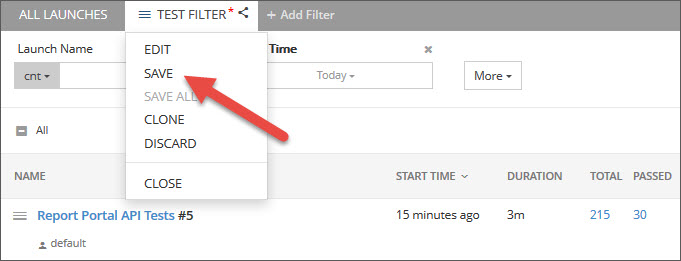 ALL LAUNCHES TEST FILTER * + Add Filter
Launch Name Time
cnt Today More
EDIT
SAVE
SAVE ALL
CLONE
DISCARD
CLOSE
All
NAME START TIME DURATION TOTAL PASSED
Report Portal API Tests #5 15 minutes ago 3m 215 30
default